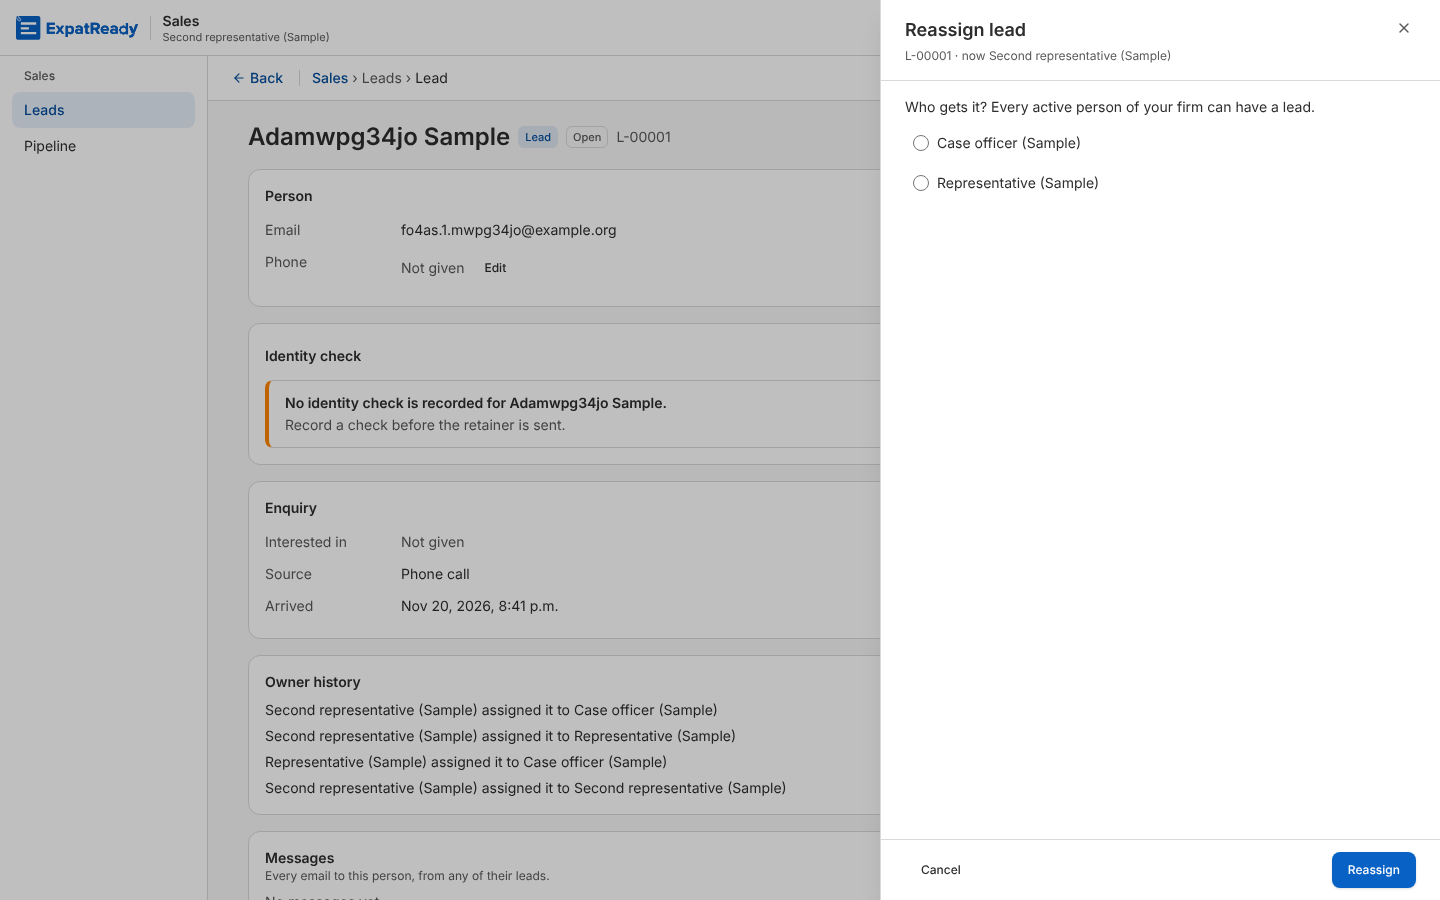 ExpatReady
Sales
Second representative (Sample)
Sales
Leads
Pipeline
← Back
Sales › Leads › Lead
Adamwpg34jo Sample Lead Open L-00001
Person
Email fo4as.1.mwpg34jo@example.org
Phone Not given Edit
Identity check
No identity check is recorded for Adamwpg34jo Sample.
Record a check before the retainer is sent.
Enquiry
Interested in Not given
Source Phone call
Arrived Nov 20, 2026, 8:41 p.m.
Owner history
Second representative (Sample) assigned it to Case officer (Sample)
Second representative (Sample) assigned it to Representative (Sample)
Representative (Sample) assigned it to Case officer (Sample)
Second representative (Sample) assigned it to Second representative (Sample)
Messages
Every email to this person, from any of their leads.
No messages yet
Reassign lead
L-00001 · now Second representative (Sample)
Who gets it? Every active person of your firm can have a lead.
Case officer (Sample)
Representative (Sample)
Cancel
Reassign